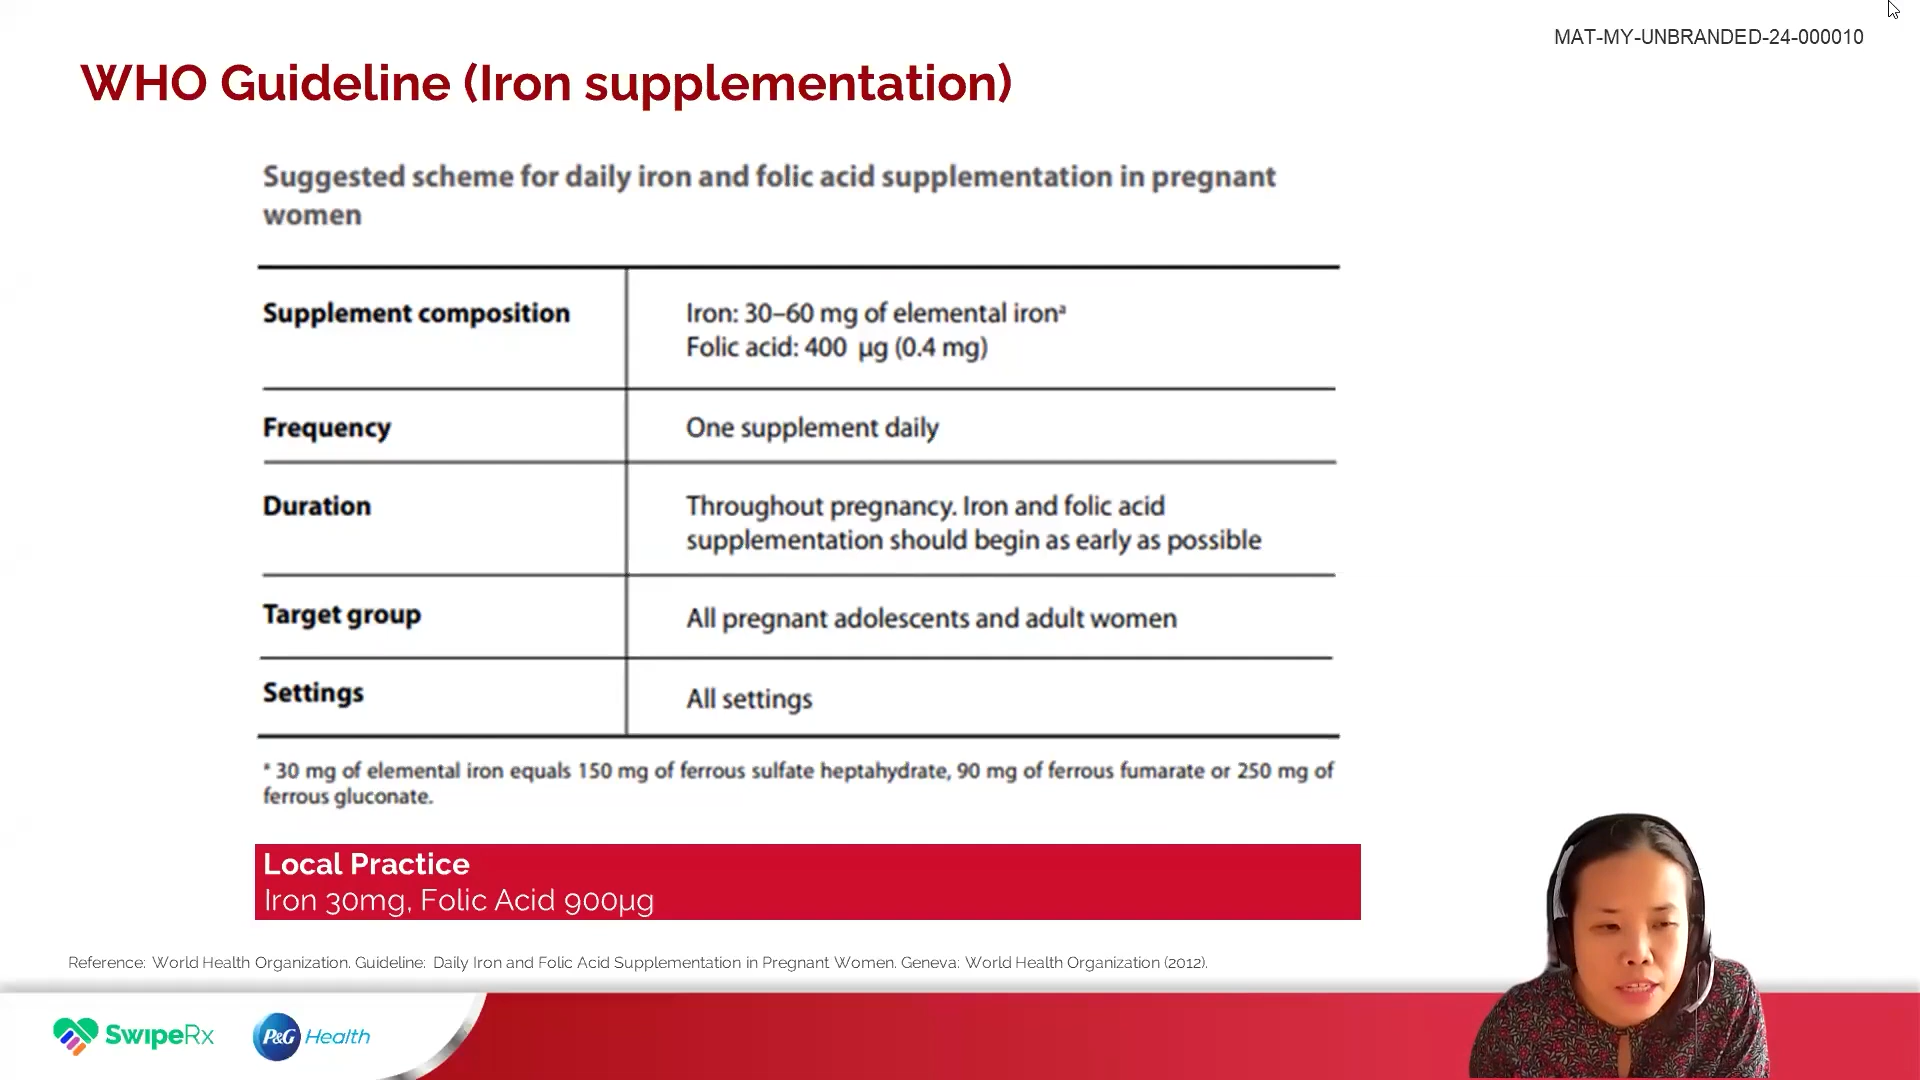 MAT-MY-UNBRANDED-24-000010
WHO Guideline (Iron supplementation)
Suggested scheme for daily iron and folic acid supplementation in pregnant
women
Supplement composition
Iron: 30–60 mg of elemental ironᵃ
Folic acid: 400 µg (0.4 mg)
Frequency
One supplement daily
Duration
Throughout pregnancy. Iron and folic acid
supplementation should begin as early as possible
Target group
All pregnant adolescents and adult women
Settings
All settings
ᵃ 30 mg of elemental iron equals 150 mg of ferrous sulfate heptahydrate, 90 mg of ferrous fumarate or 250 mg of
ferrous gluconate.
Local Practice
Iron 30mg, Folic Acid 900µg
Reference: World Health Organization. Guideline: Daily Iron and Folic Acid Supplementation in Pregnant Women. Geneva: World Health Organization (2012).
SwipeRx
P&G Health